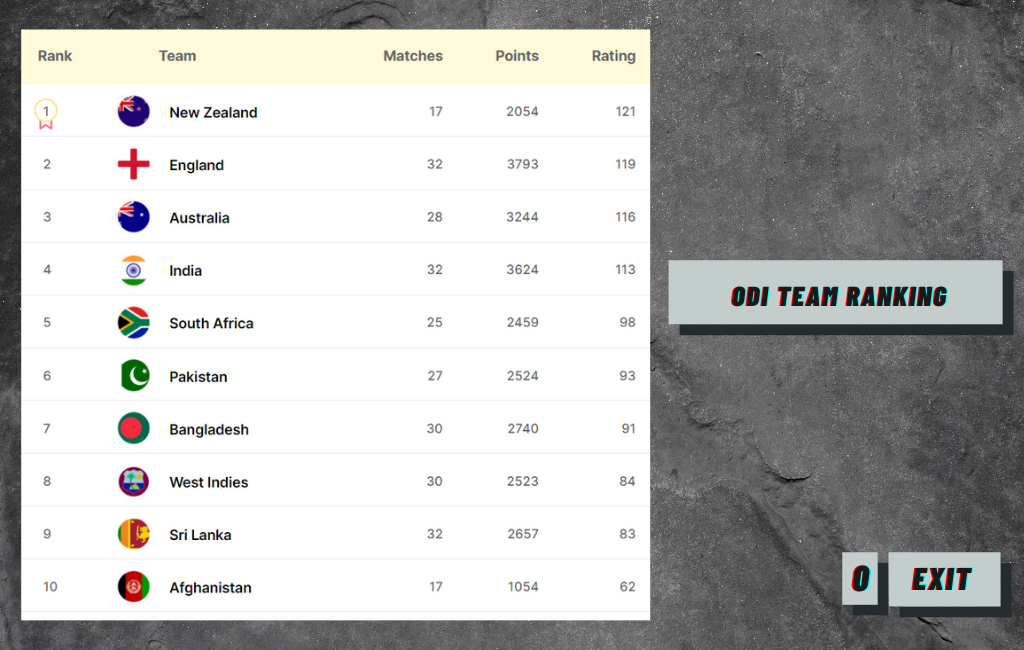 Rank Team Matches Points Rating
1 New Zealand 17 2054 121
2 England 32 3793 119
3 Australia 28 3244 116
4 India 32 3624 113
5 South Africa 25 2459 98
6 Pakistan 27 2524 93
7 Bangladesh 30 2740 91
8 West Indies 30 2523 84
9 Sri Lanka 32 2657 83
10 Afghanistan 17 1054 62
ODI TEAM RANKING
0 EXIT